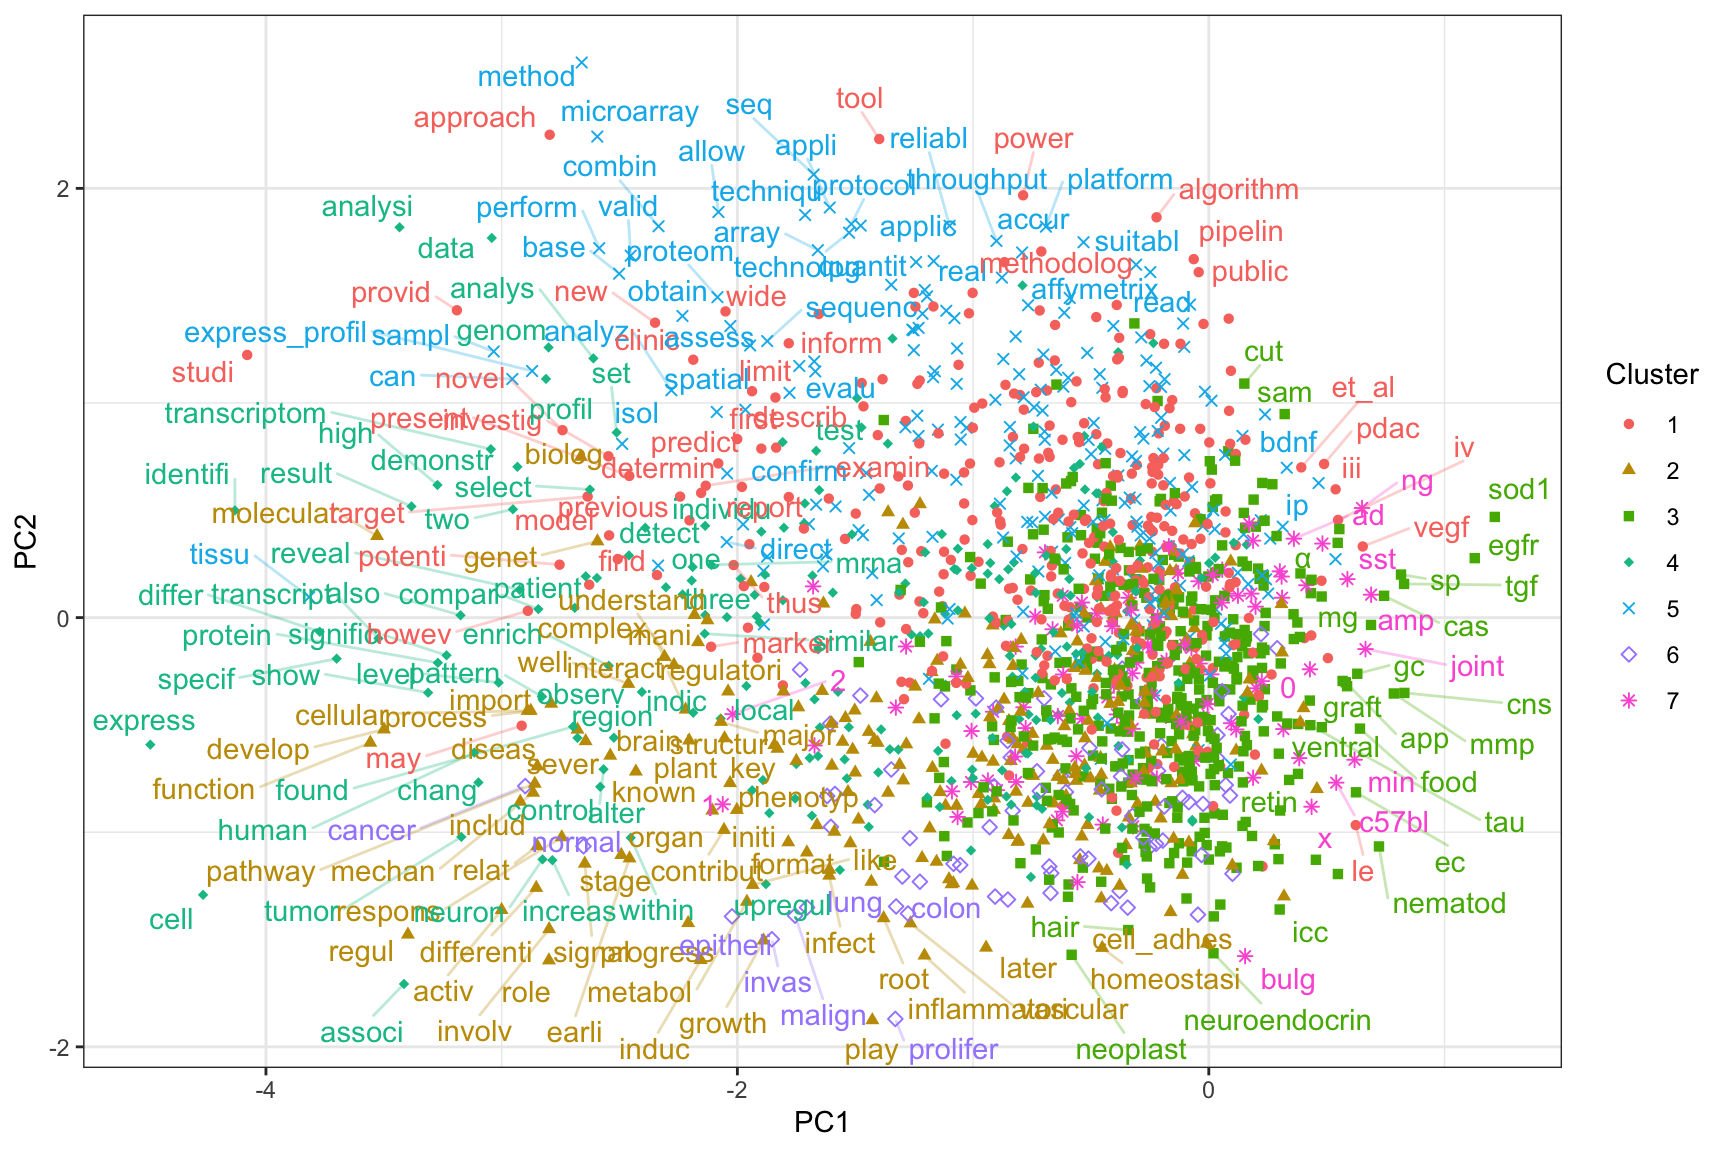 method
seq
tool
approach
microarray
reliabl
power
allow
appli
combin
techniqu
protocol
throughput
platform
algorithm
2
analysi
perform
valid
accur
pipelin
data
base
proteom
array
applic
suitabl
technolog
quantit
real
methodolog
public
provid
analys
new
obtain
wide
affymetrix
read
express_profil
sampl
genom
analyz
clinic
assess
sequenc
inform
cut
studi
can
novel
set
spatial
limit
evalu
sam
et_al
transcriptom
present
investig
profil
isol
first
describ
pdac
high
predict
test
bdnf
iv
identifi
result
demonstr
biolog
determin
confirm
examin
iii
ng
sod1
select
molecular
target
two
model
previous
individu
report
ip
ad
vegf
tissu
reveal
potenti
genet
find
detect
one
direct
mrna
α
sst
egfr
sp
tgf
differ
transcript
also
compar
patient
understand
three
thus
mg
amp
cas
protein
signific
howev
enrich
complex
mani
marker
similar
0
specif
show
level
pattern
well
interact
regulatori
2
0
gc
joint
express
cellular
process
import
observ
indic
local
graft
cns
develop
may
diseas
region
brain
structur
major
ventral
app
mmp
function
found
chang
sever
plant
key
known
1
phenotyp
retin
min
food
human
cancer
includ
control
alter
organ
initi
x
c57bl
tau
pathway
mechan
relat
normal
stage
contribut
format
like
le
ec
cell
tumor
respons
neuron
increas
within
upregul
lung
colon
nematod
regul
differenti
signal
progress
epitheli
infect
hair
cell_adhes
icc
activ
role
metabol
invas
root
later
homeostasi
bulg
associ
involv
earli
growth
malign
inflammatori
vascular
neuroendocrin
induc
play
prolifer
neoplast
-2
-4
-2
0
PC1
PC2
Cluster
1
2
3
4
5
6
7